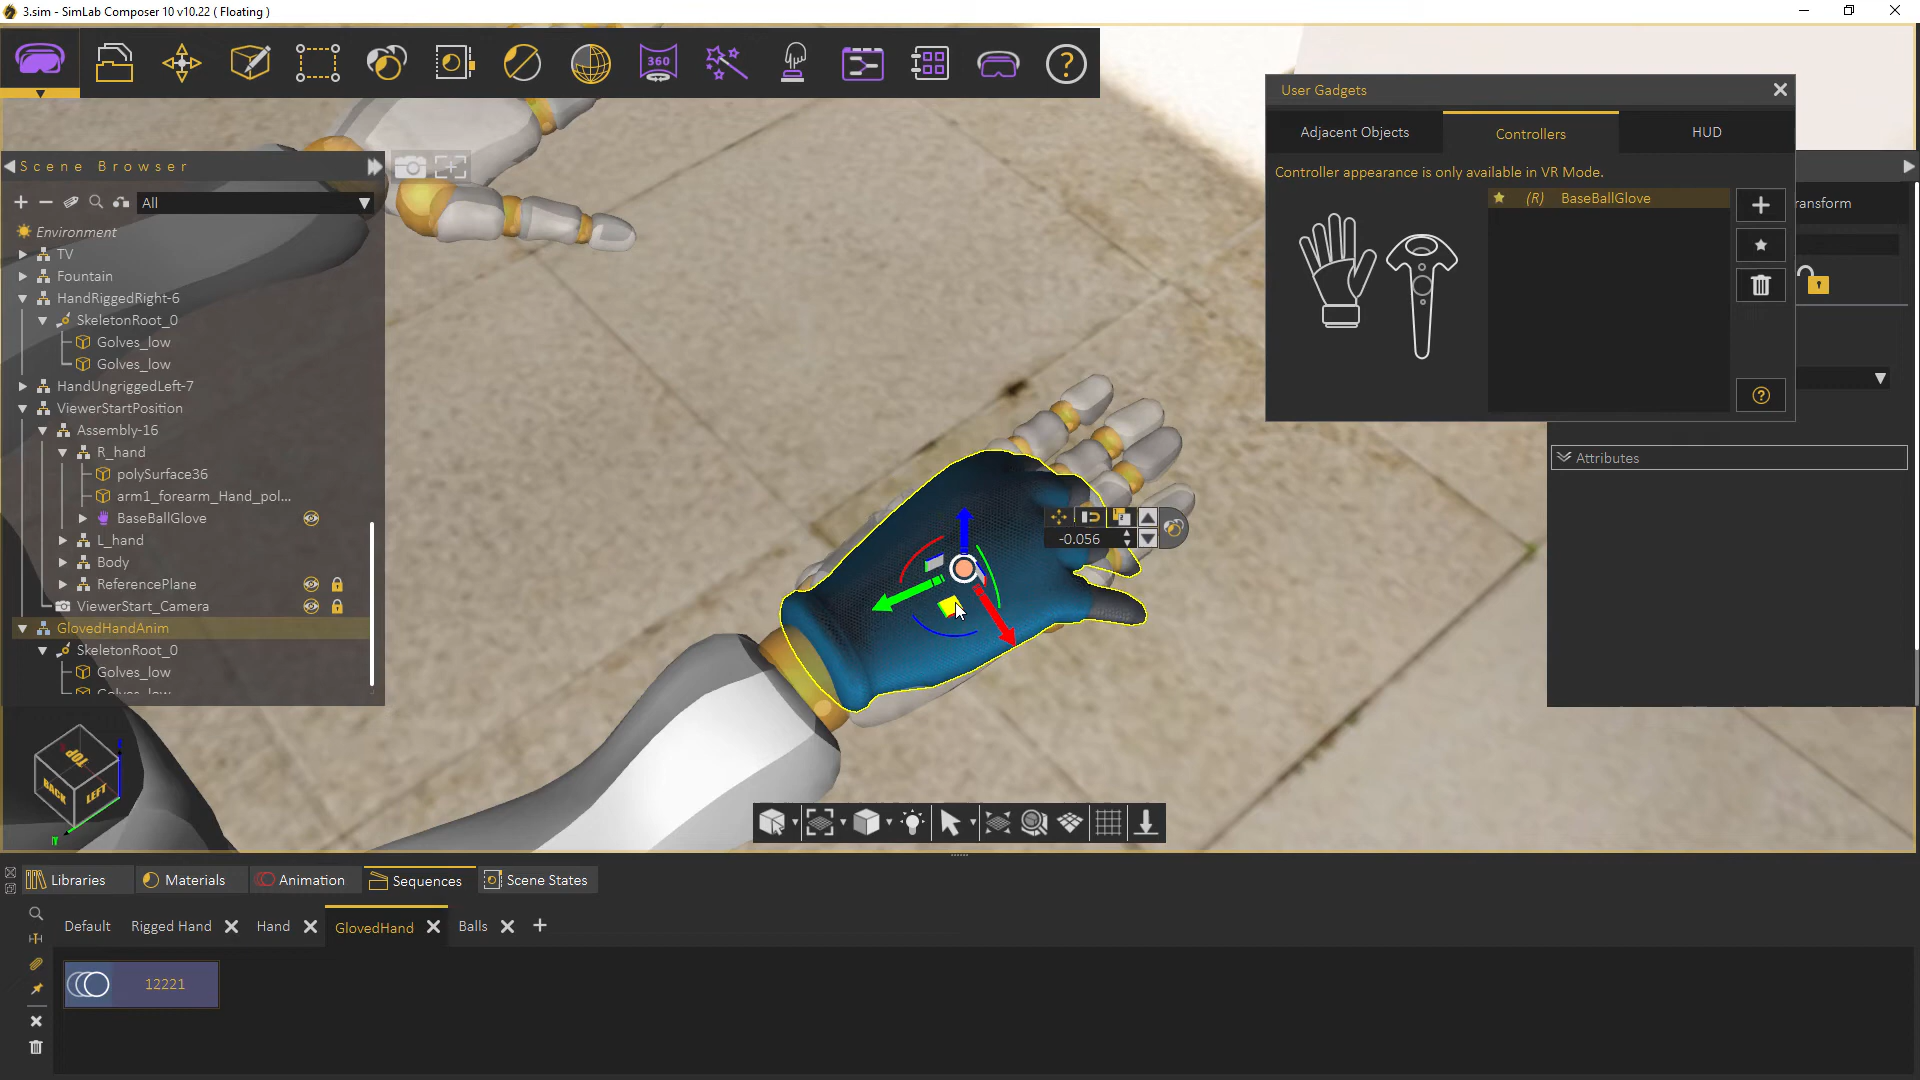 3.sim - SimLab Composer 10 v10.22 ( Floating )
360
User Gadgets
Adjacent Objects
Controllers
HUD
Controller appearance is only available in VR Mode.
(R) BaseBallGlove
ransform
Attributes
Scene Browser
All
Environment
TV
Fountain
HandRiggedRight-6
SkeletonRoot_0
Golves_low
Golves_low
HandUngriggedLeft-7
ViewerStartPosition
Assembly-16
R_hand
polySurface36
arm1_forearm_Hand_pol...
BaseBallGlove
L_hand
Body
ReferencePlane
ViewerStart_Camera
GlovedHandAnim
SkeletonRoot_0
Golves_low
Golves_low
-0.056
TOP
BACK
LEFT
Libraries
Materials
Animation
Sequences
Scene States
Default
Rigged Hand
Hand
GlovedHand
Balls
12221